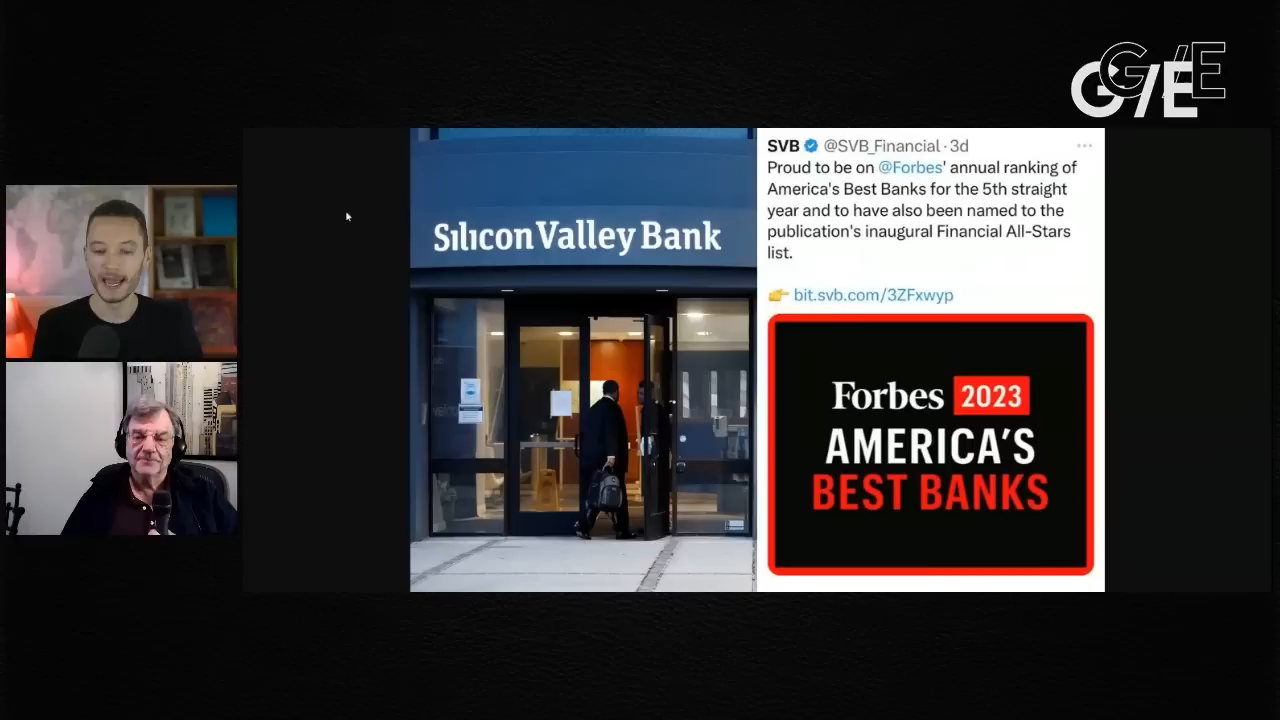 G/E
G/E
Silicon Valley Bank
SVB @SVB_Financial · 3d
Proud to be on @Forbes' annual ranking of
America's Best Banks for the 5th straight
year and to have also been named to the
publication's inaugural Financial All-Stars
list.
👉 bit.svb.com/3ZFxwyp
Forbes 2023
AMERICA'S
BEST BANKS